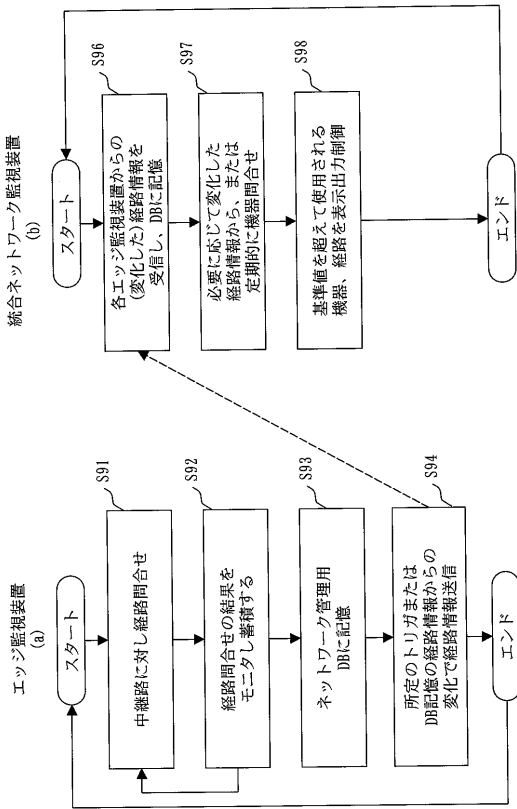 エッジ監視装置
(a)
スタート
中継路に対し経路問合せ
S91
経路問合せの結果を
モニタし蓄積する
S92
ネットワーク管理用
DBに記憶
S93
所定のトリガまたは
DB記憶の経路情報からの
変化で経路情報送信
S94
エンド
統合ネットワーク監視装置
(b)
スタート
各エッジ監視装置からの
(変化した)経路情報を
受信し、DBに記憶
S96
必要に応じて変化した
経路情報から、または
定期的に機器問合せ
S97
基準値を超えて使用される
機器、経路を表示出力制御
S98
エンド